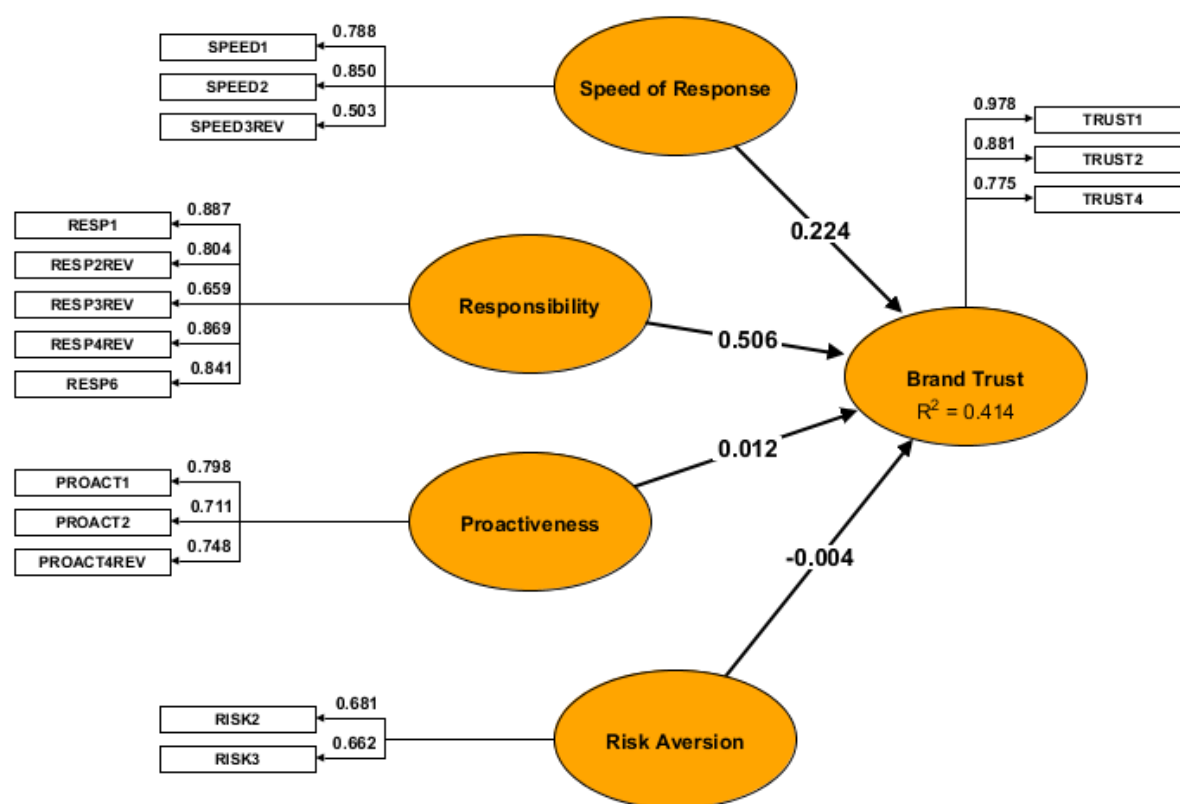 0.788
SPEED1
0.850
SPEED2
0.503
SPEED3REV
Speed of Response
0.978
TRUST1
0.881
TRUST2
0.775
TRUST4
0.224
0.887
RESP1
0.804
RESP2REV
0.659
RESP3REV
0.869
RESP4REV
0.841
RESP6
Responsibility
0.506
Brand Trust
R² = 0.414
0.798
PROACT1
0.711
PROACT2
0.748
PROACT4REV
Proactiveness
0.012
-0.004
0.681
RISK2
0.662
RISK3
Risk Aversion